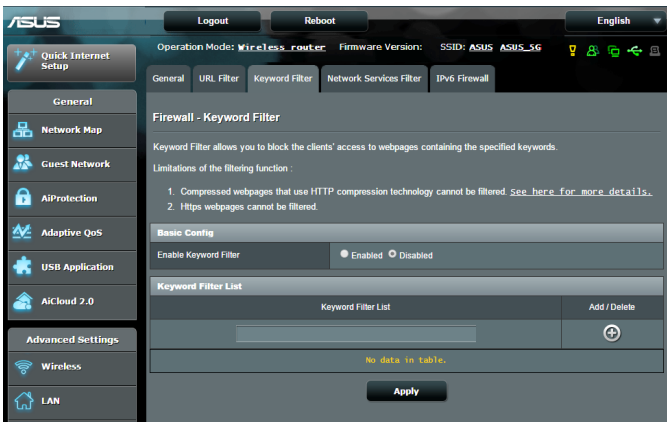 ASUS
Logout
Reboot
English
Quick Internet
Setup
Operation Mode: Wireless router Firmware Version: SSID: ASUS ASUS_5G
General
URL Filter
Keyword Filter
Network Services Filter
IPv6 Firewall
General
Network Map
Guest Network
AiProtection
Adaptive QoS
USB Application
AiCloud 2.0
Advanced Settings
Wireless
LAN
Firewall - Keyword Filter
Keyword Filter allows you to block the clients' access to webpages containing the specified keywords.
Limitations of the filtering function :
1. Compressed webpages that use HTTP compression technology cannot be filtered. See here for more details.
2. Https webpages cannot be filtered.
Basic Config
Enable Keyword Filter
Enabled Disabled
Keyword Filter List
Keyword Filter List
Add / Delete
No data in table.
Apply